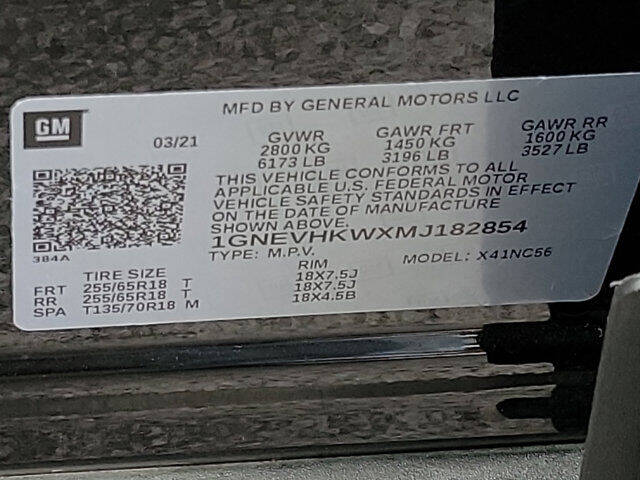 MFD BY GENERAL MOTORS LLC
GM
03/21
GVWR GAWR FRT GAWR RR
2800 KG 1450 KG 1600 KG
6173 LB 3196 LB 3527 LB
THIS VEHICLE CONFORMS TO ALL
APPLICABLE U.S. FEDERAL MOTOR
VEHICLE SAFETY STANDARDS IN EFFECT
ON THE DATE OF MANUFACTURE
SHOWN ABOVE.
1GNEVHKWXMJ182854
384A
TYPE: M.P.V. MODEL: X41NC56
TIRE SIZE RIM
FRT 255/65R18 T 18X7.5J
RR 255/65R18 T 18X7.5J
SPA T135/70R18 M 18X4.5B